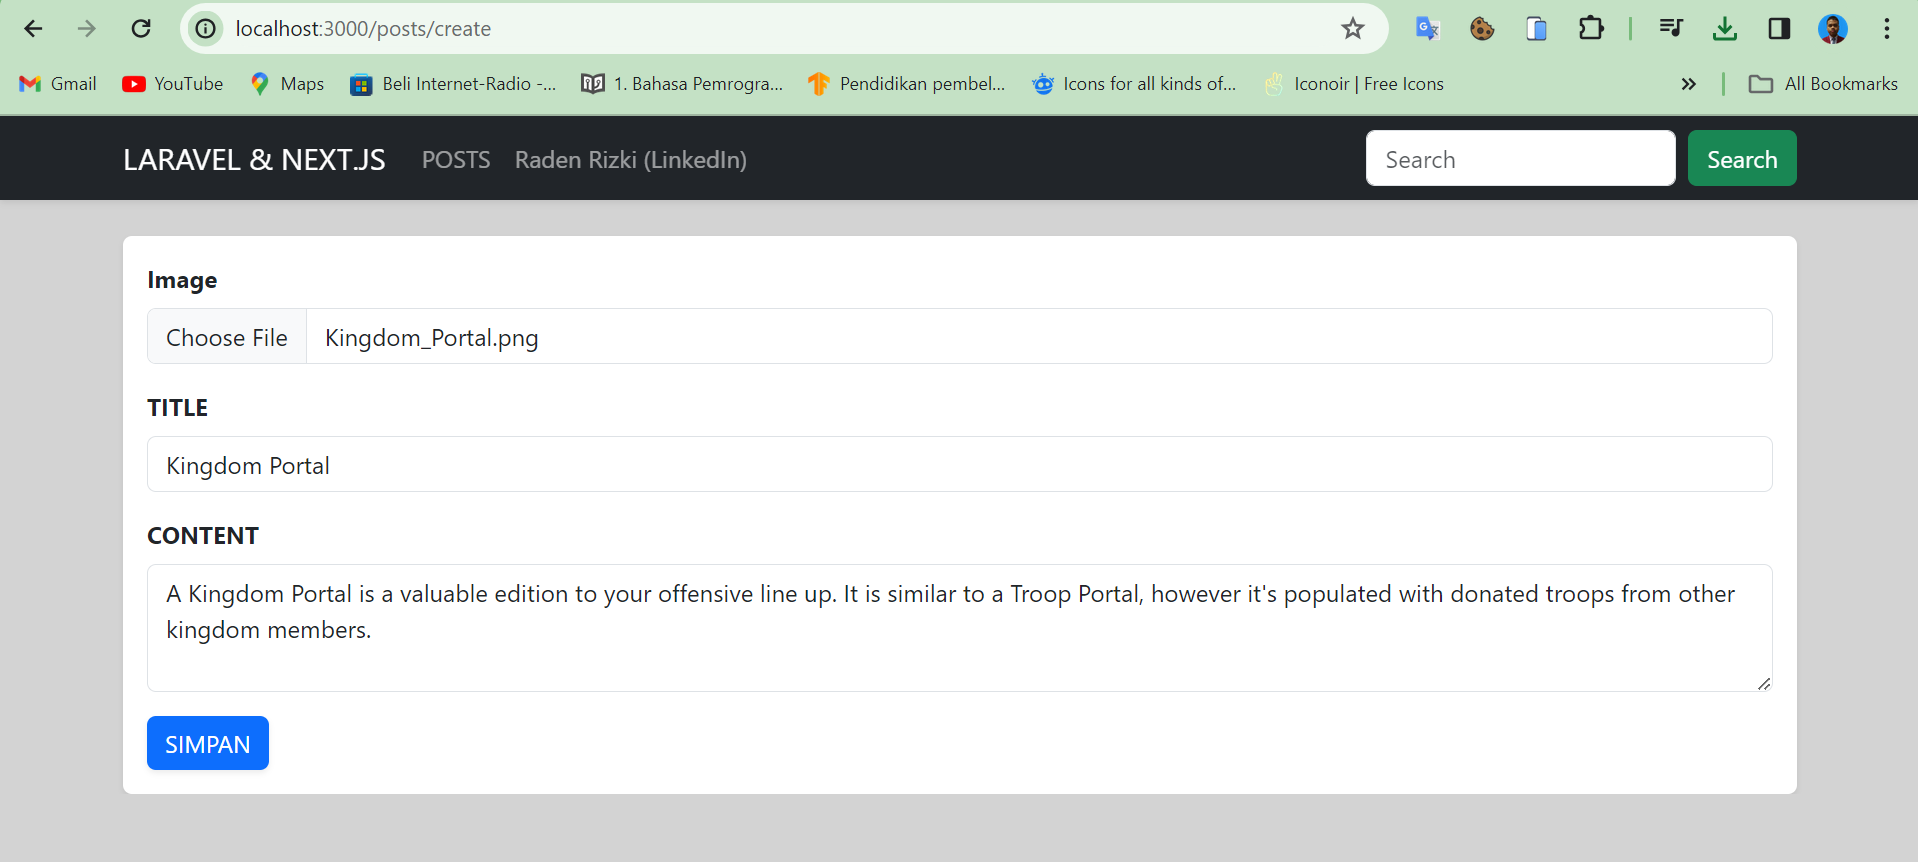 localhost:3000/posts/create
Gmail YouTube Maps Beli Internet-Radio -... 1. Bahasa Pemrogra... Pendidikan pembel... Icons for all kinds of... Iconoir | Free Icons » All Bookmarks
LARAVEL & NEXT.JS POSTS Raden Rizki (LinkedIn) Search Search
Image
Choose File Kingdom_Portal.png
TITLE
Kingdom Portal
CONTENT
A Kingdom Portal is a valuable edition to your offensive line up. It is similar to a Troop Portal, however it's populated with donated troops from other
kingdom members.
SIMPAN